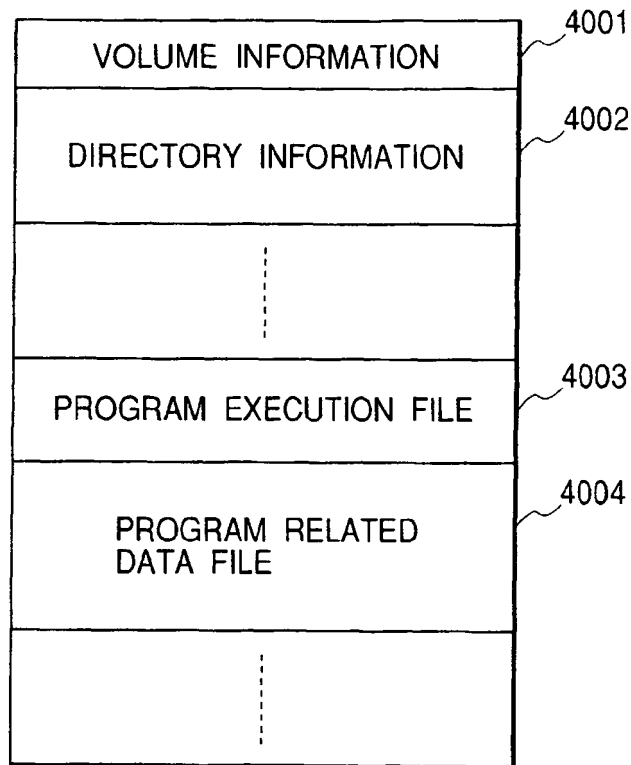 4001
VOLUME INFORMATION
4002
DIRECTORY INFORMATION
4003
PROGRAM EXECUTION FILE
4004
PROGRAM RELATED
DATA FILE